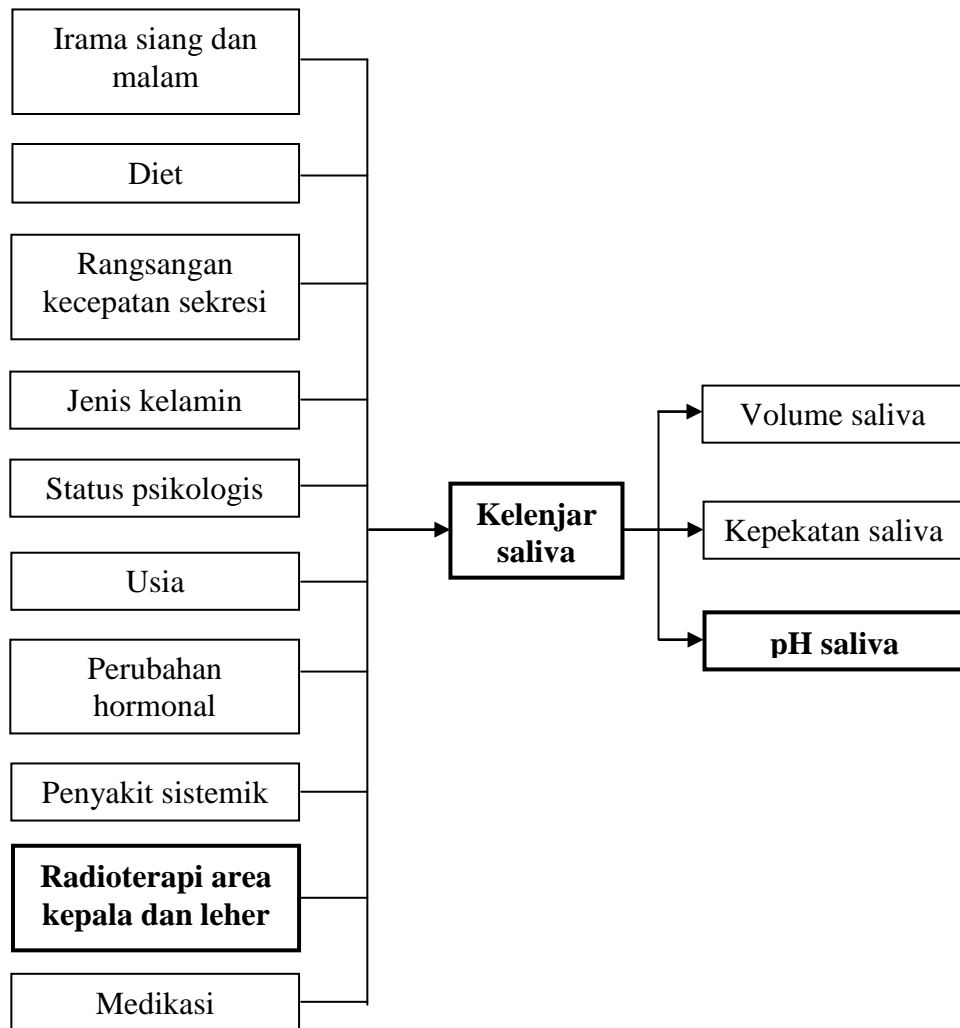 Irama siang dan
malam
Diet
Rangsangan
kecepatan sekresi
Jenis kelamin
Status psikologis
Usia
Perubahan
hormonal
Penyakit sistemik
Radioterapi area
kepala dan leher
Medikasi
Kelenjar
saliva
Volume saliva
Kepekatan saliva
pH saliva